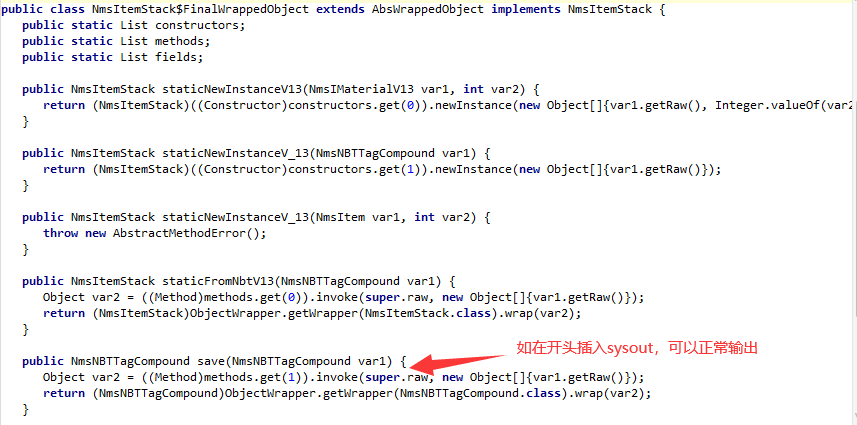 public class NmsItemStack$FinalWrappedObject extends AbsWrappedObject implements NmsItemStack {
public static List constructors;
public static List methods;
public static List fields;
public NmsItemStack staticNewInstanceV13(NmsIMaterialV13 var1, int var2) {
return (NmsItemStack)((Constructor)constructors.get(0)).newInstance(new Object[]{var1.getRaw(), Integer.valueOf(var2
}
public NmsItemStack staticNewInstanceV_13(NmsNBTTagCompound var1) {
return (NmsItemStack)((Constructor)constructors.get(1)).newInstance(new Object[]{var1.getRaw()});
}
public NmsItemStack staticNewInstanceV_13(NmsItem var1, int var2) {
throw new AbstractMethodError();
}
public NmsItemStack staticFromNbtV13(NmsNBTTagCompound var1) {
Object var2 = ((Method)methods.get(0)).invoke(super.raw, new Object[]{var1.getRaw()});
return (NmsItemStack)ObjectWrapper.getWrapper(NmsItemStack.class).wrap(var2);
}
如在开头插入sysout，可以正常输出
public NmsNBTTagCompound save(NmsNBTTagCompound var1) {
Object var2 = ((Method)methods.get(1)).invoke(super.raw, new Object[]{var1.getRaw()});
return (NmsNBTTagCompound)ObjectWrapper.getWrapper(NmsNBTTagCompound.class).wrap(var2);
}